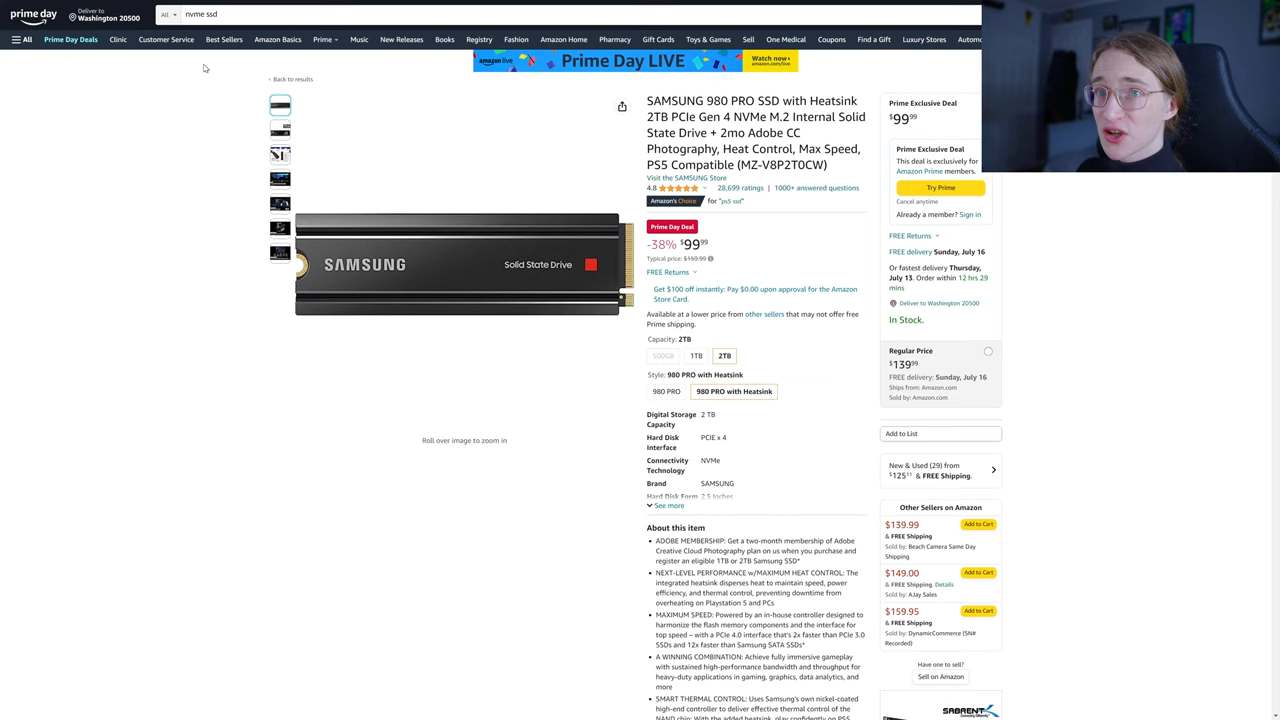 prime day
Deliver to
Washington 20500
All
nvme ssd
All
Prime Day Deals
Clinic
Customer Service
Best Sellers
Amazon Basics
Prime
Music
New Releases
Books
Registry
Fashion
Amazon Home
Pharmacy
Gift Cards
Toys & Games
Sell
One Medical
Coupons
Find a Gift
Luxury Stores
Autom
amazon live
Prime Day LIVE
Watch now
amazon.com/live
‹ Back to results
SAMSUNG
Solid State Drive
Roll over image to zoom in
SAMSUNG 980 PRO SSD with Heatsink
2TB PCIe Gen 4 NVMe M.2 Internal Solid
State Drive + 2mo Adobe CC
Photography, Heat Control, Max Speed,
PS5 Compatible (MZ-V8P2T0CW)
Visit the SAMSUNG Store
4.8
28,699 ratings | 1000+ answered questions
Amazon's Choice for "ps5 ssd"
Prime Day Deal
-38% $99.99
Typical price: $159.99
FREE Returns
Get $100 off instantly: Pay $0.00 upon approval for the Amazon
Store Card.
Available at a lower price from other sellers that may not offer free
Prime shipping.
Capacity: 2TB
500GB
1TB
2TB
Style: 980 PRO with Heatsink
980 PRO
980 PRO with Heatsink
Digital Storage 2 TB
Capacity
Hard Disk PCIE x 4
Interface
Connectivity NVMe
Technology
Brand SAMSUNG
Hard Disk Form 2.5 Inches
See more
About this item
• ADOBE MEMBERSHIP: Get a two-month membership of Adobe
Creative Cloud Photography plan on us when you purchase and
register an eligible 1TB or 2TB Samsung SSD*
• NEXT-LEVEL PERFORMANCE w/MAXIMUM HEAT CONTROL: The
integrated heatsink disperses heat to maintain speed, power
efficiency, and thermal control, preventing downtime from
overheating on Playstation 5 and PCs
• MAXIMUM SPEED: Powered by an in-house controller designed to
harmonize the flash memory components and the interface for
top speed – with a PCIe 4.0 interface that's 2x faster than PCIe 3.0
SSDs and 12x faster than Samsung SATA SSDs*
• A WINNING COMBINATION: Achieve fully immersive gameplay
with sustained high-performance bandwidth and throughput for
heavy-duty applications in gaming, graphics, data analytics, and
more
• SMART THERMAL CONTROL: Uses Samsung's own nickel-coated
high-end controller to deliver effective thermal control of the
NAND chip; With the added heatsink, play confidently on PS5
Prime Exclusive Deal
$99.99
Prime Exclusive Deal
This deal is exclusively for
Amazon Prime members.
Try Prime
Cancel anytime
Already a member? Sign in
FREE Returns
FREE delivery Sunday, July 16
Or fastest delivery Thursday,
July 13. Order within 12 hrs 29
mins
Deliver to Washington 20500
In Stock.
Regular Price
$139.99
FREE delivery: Sunday, July 16
Ships from: Amazon.com
Sold by: Amazon.com
Add to List
New & Used (29) from
$125.11 & FREE Shipping.
Other Sellers on Amazon
$139.99
Add to Cart
& FREE Shipping
Sold by: Beach Camera Same Day
Shipping
$149.00
Add to Cart
& FREE Shipping. Details
Sold by: AJay Sales
$159.95
Add to Cart
& FREE Shipping
Sold by: DynamicCommerce (SN#
Recorded)
Have one to sell?
Sell on Amazon
SABRENT